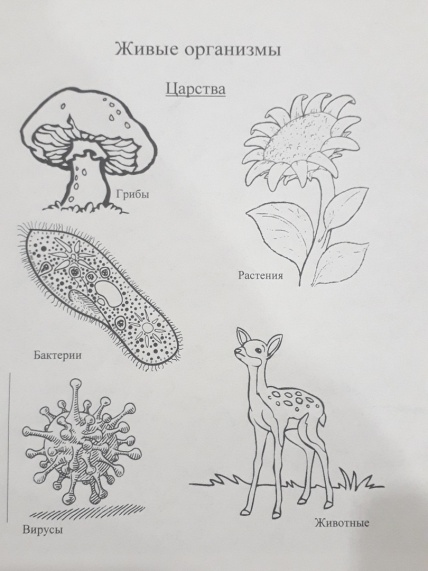 Живые организмы
Царства
Грибы
Растения
Бактерии
Вирусы
Животные